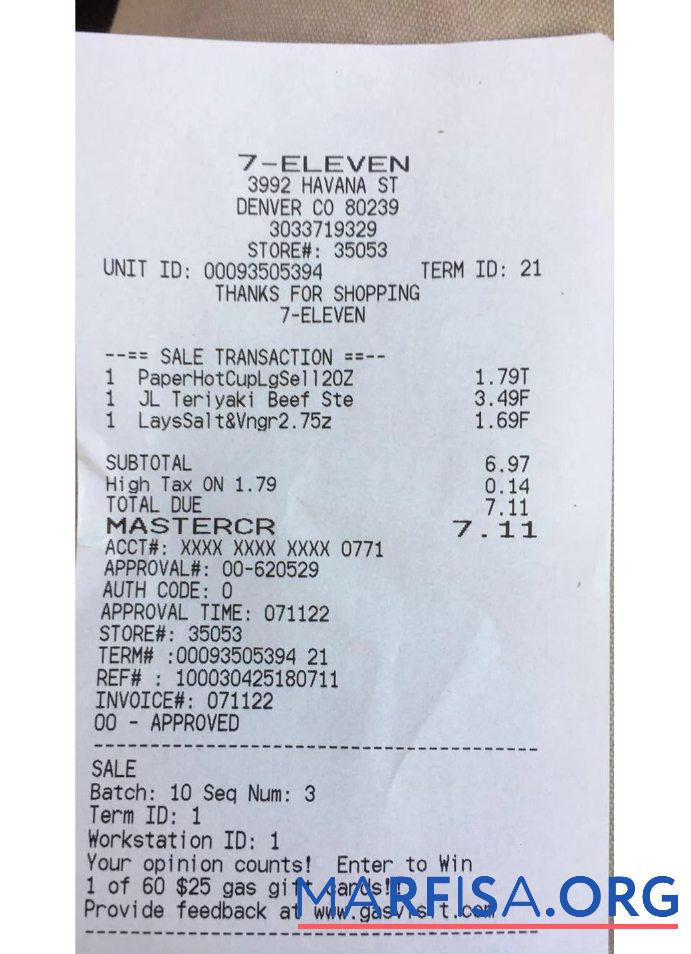 7-ELEVEN
3992 HAVANA ST
DENVER CO 80239
3033719329
STORE#: 35053
UNIT ID: 00093505394 TERM ID: 21
THANKS FOR SHOPPING
7-ELEVEN
--== SALE TRANSACTION ==--
1 PaperHotCupLgSell20Z 1.79T
1 JL Teriyaki Beef Ste 3.49F
1 LaysSalt&Vngr2.75z 1.69F
SUBTOTAL 6.97
High Tax ON 1.79 0.14
TOTAL DUE 7.11
MASTERCR 7.11
ACCT#: XXXX XXXX XXXX 0771
APPROVAL#: 00-620529
AUTH CODE: 0
APPROVAL TIME: 071122
STORE#: 35053
TERM# :00093505394 21
REF# : 100030425180711
INVOICE#: 071122
00 - APPROVED
SALE
Batch: 10 Seq Num: 3
Term ID: 1
Workstation ID: 1
Your opinion counts! Enter to Win
1 of 60 $25 gas gift cards!!
Provide feedback at www.gasvisit.com
MARFISA.ORG